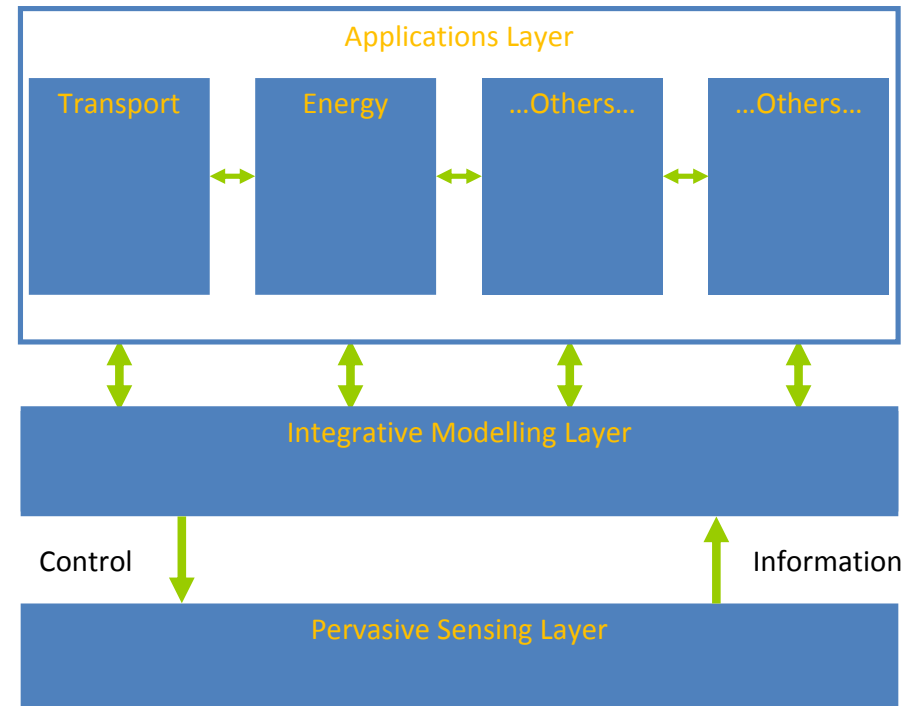 Applications Layer
Transport
Energy
…Others…
…Others…
Integrative Modelling Layer
Control
Information
Pervasive Sensing Layer